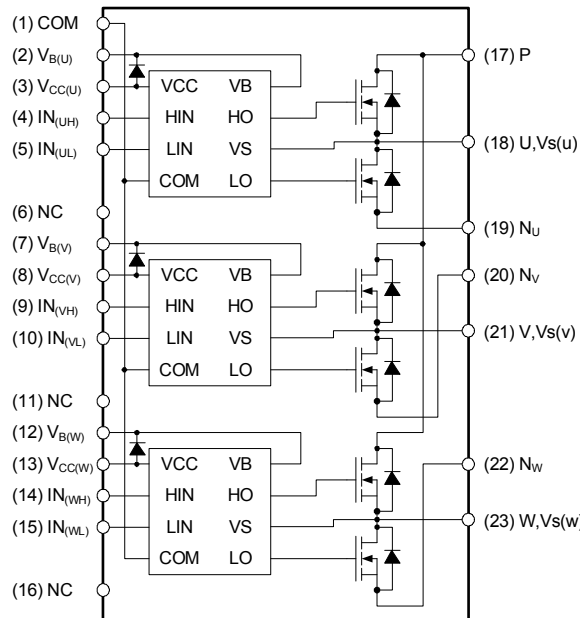 (1) COM
(2) VB(U)
(3) VCC(U)
(4) IN(UH)
(5) IN(UL)
(6) NC
(7) VB(V)
(8) VCC(V)
(9) IN(VH)
(10) IN(VL)
(11) NC
(12) VB(W)
(13) VCC(W)
(14) IN(WH)
(15) IN(WL)
(16) NC
VCC VB
HIN HO
LIN VS
COM LO
VCC VB
HIN HO
LIN VS
COM LO
VCC VB
HIN HO
LIN VS
COM LO
(17) P
(18) U,Vs(u)
(19) NU
(20) NV
(21) V,Vs(v)
(22) NW
(23) W,Vs(w)